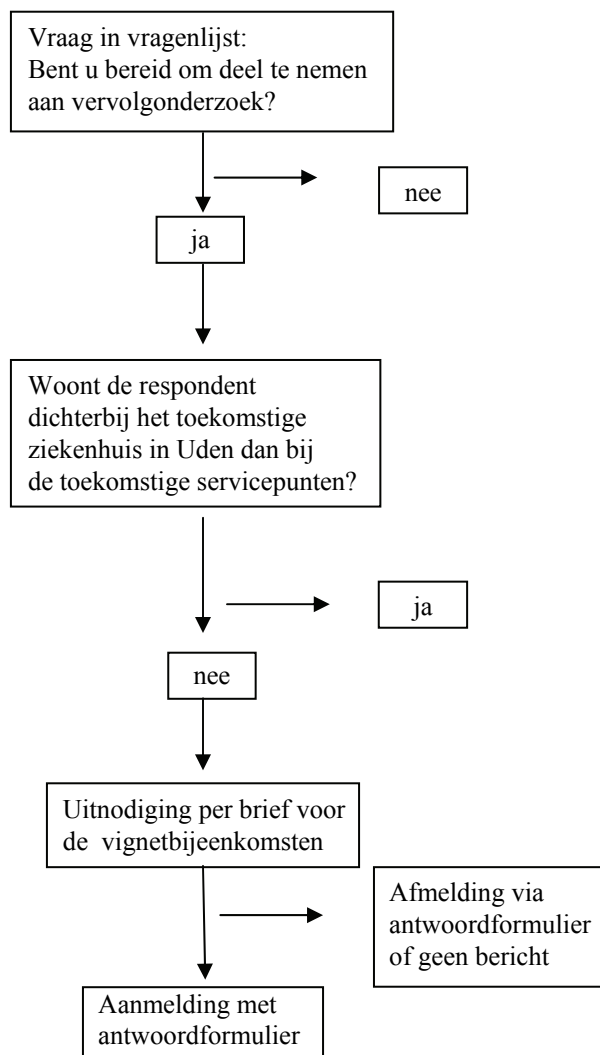 Vraag in vragenlijst:
Bent u bereid om deel te nemen
aan vervolgonderzoek?
nee
ja
Woont de respondent
dichterbij het toekomstige
ziekenhuis in Uden dan bij
de toekomstige servicepunten?
ja
nee
Uitnodiging per brief voor
de vignetbijeenkomsten
Afmelding via
antwoordformulier
of geen bericht
Aanmelding met
antwoordformulier